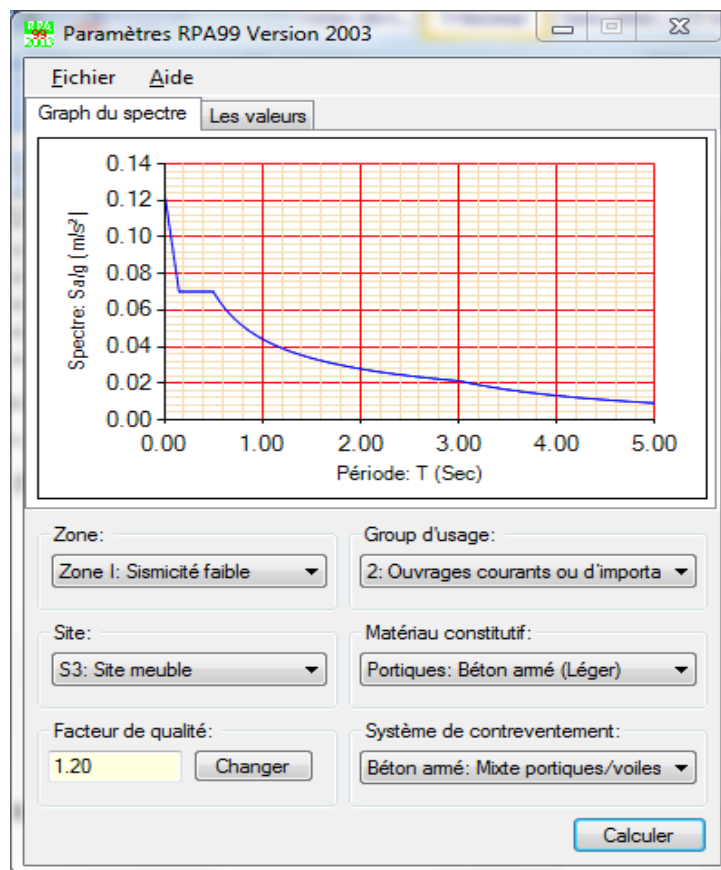 RPA
99
2003
Paramètres RPA99 Version 2003
Fichier Aide
Graph du spectre Les valeurs
Spectre: Sa/g ( m/s²)
0.14
0.12
0.10
0.08
0.06
0.04
0.02
0.00
0.00 1.00 2.00 3.00 4.00 5.00
Période: T (Sec)
Zone:
Zone I: Sismicité faible
Group d'usage:
2: Ouvrages courants ou d'importa
Site:
S3: Site meuble
Matériau constitutif:
Portiques: Béton armé (Léger)
Facteur de qualité:
1.20 Changer
Système de contreventement:
Béton armé: Mixte portiques/voiles
Calculer